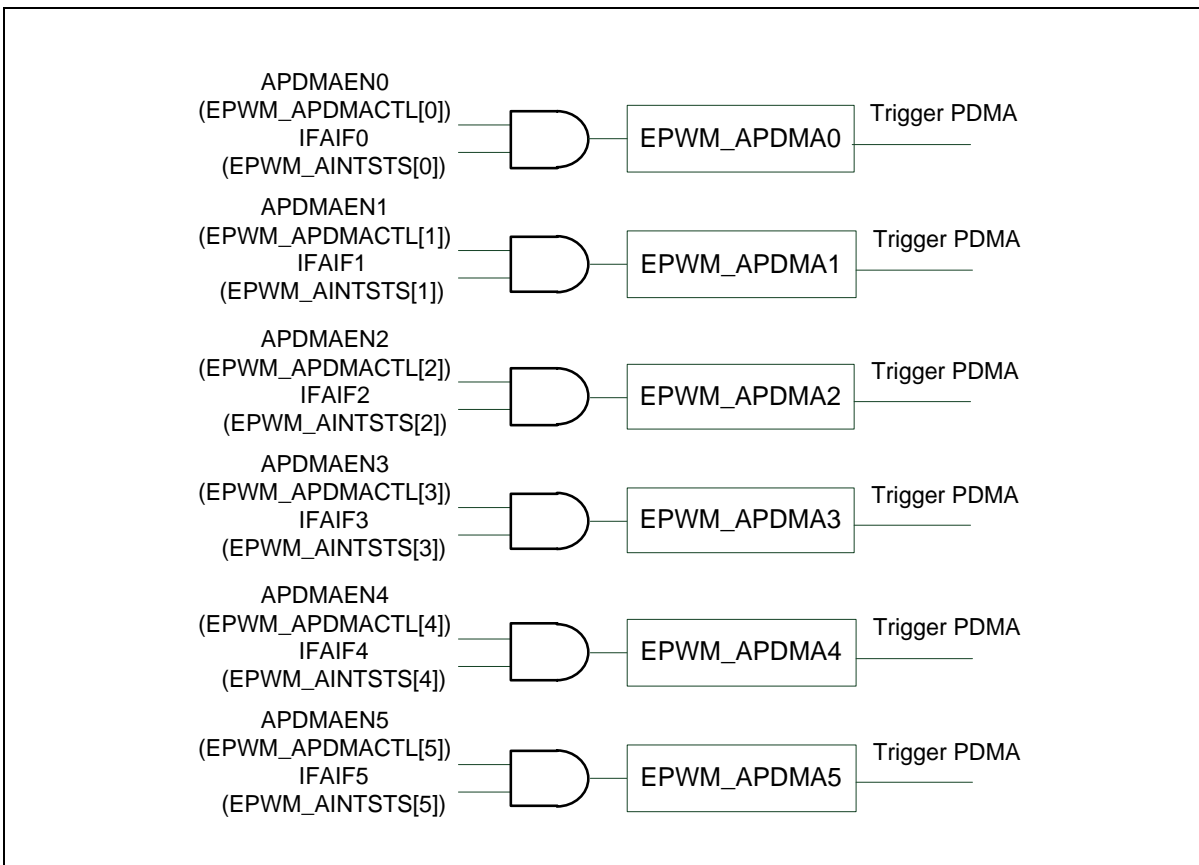 APDMAEN0
(EPWM_APDMACTL[0])
IFAIF0
(EPWM_AINTSTS[0])
EPWM_APDMA0
Trigger PDMA
APDMAEN1
(EPWM_APDMACTL[1])
IFAIF1
(EPWM_AINTSTS[1])
EPWM_APDMA1
Trigger PDMA
APDMAEN2
(EPWM_APDMACTL[2])
IFAIF2
(EPWM_AINTSTS[2])
EPWM_APDMA2
Trigger PDMA
APDMAEN3
(EPWM_APDMACTL[3])
IFAIF3
(EPWM_AINTSTS[3])
EPWM_APDMA3
Trigger PDMA
APDMAEN4
(EPWM_APDMACTL[4])
IFAIF4
(EPWM_AINTSTS[4])
EPWM_APDMA4
Trigger PDMA
APDMAEN5
(EPWM_APDMACTL[5])
IFAIF5
(EPWM_AINTSTS[5])
EPWM_APDMA5
Trigger PDMA